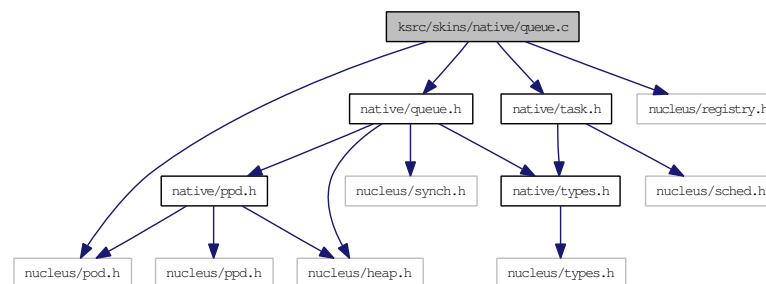 ksrc/skins/native/queue.c
native/queue.h
native/task.h
nucleus/registry.h
native/ppd.h
nucleus/synch.h
native/types.h
nucleus/sched.h
nucleus/pod.h
nucleus/ppd.h
nucleus/heap.h
nucleus/types.h